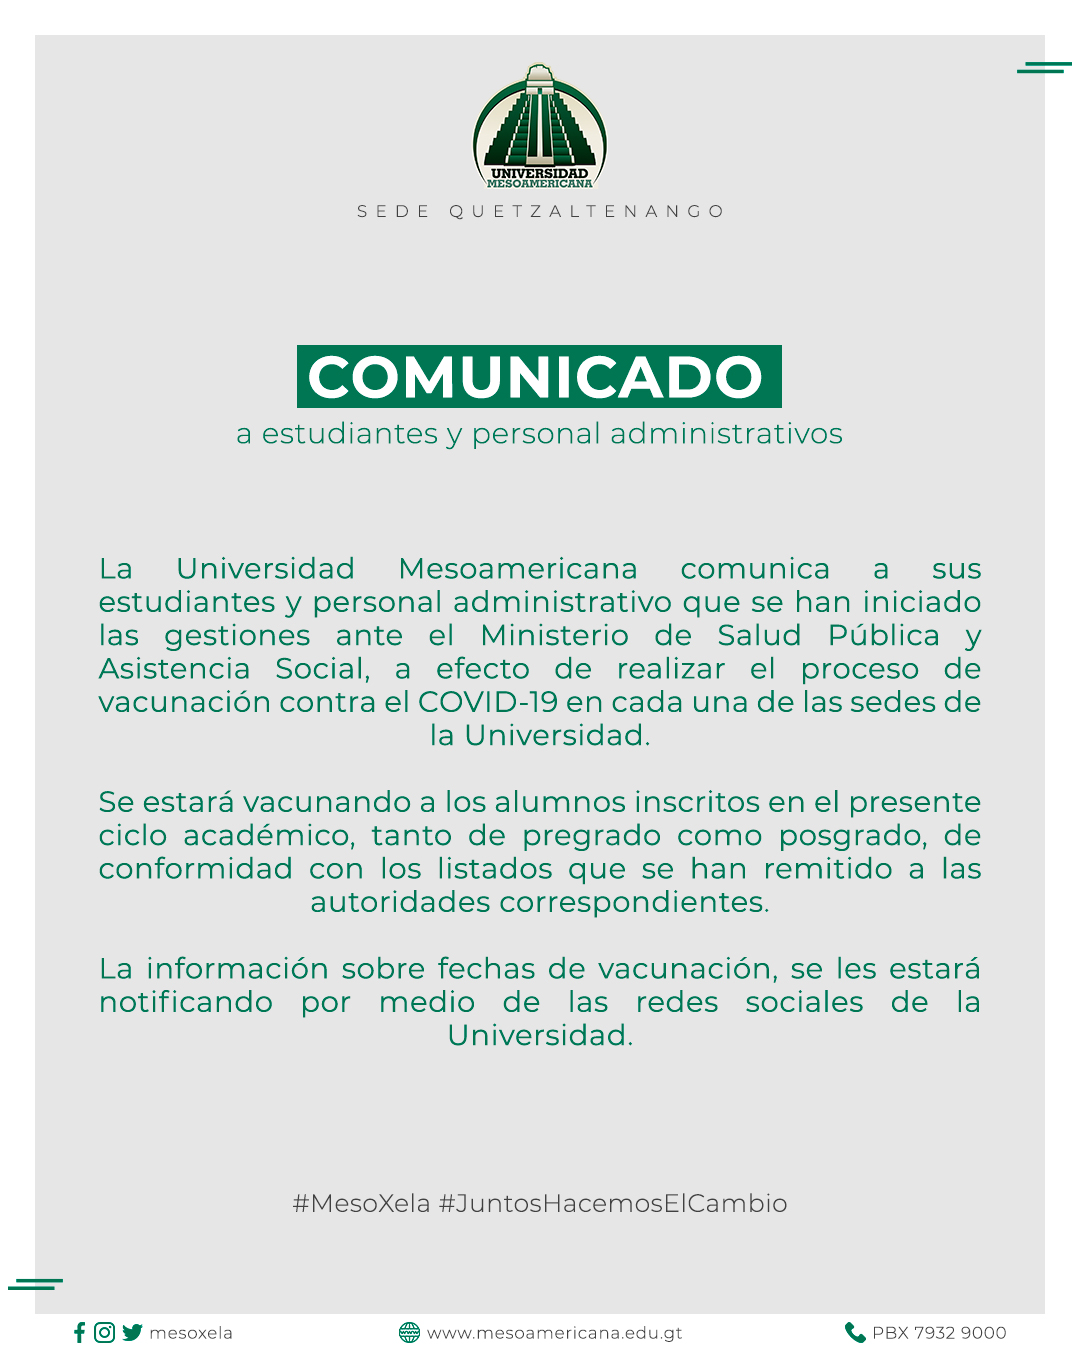 UNIVERSIDAD
MESOAMERICANA
SEDE QUETZALTENANGO
COMUNICADO
a estudiantes y personal administrativos
La Universidad Mesoamericana comunica a sus
estudiantes y personal administrativo que se han iniciado
las gestiones ante el Ministerio de Salud Pública y
Asistencia Social, a efecto de realizar el proceso de
vacunación contra el COVID-19 en cada una de las sedes de
la Universidad.
Se estará vacunando a los alumnos inscritos en el presente
ciclo académico, tanto de pregrado como posgrado, de
conformidad con los listados que se han remitido a las
autoridades correspondientes.
La información sobre fechas de vacunación, se les estará
notificando por medio de las redes sociales de la
Universidad.
#MesoXela #JuntosHacemosElCambio
mesoxela www.mesoamericana.edu.gt PBX 7932 9000